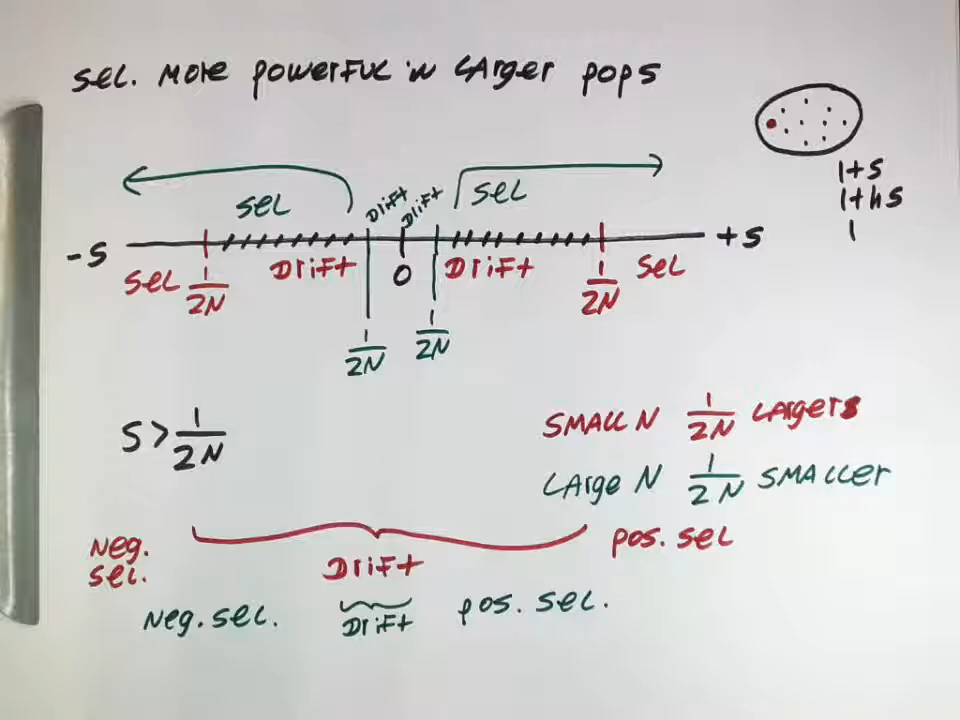 SEL. MORE POWERFUL IN LARGER POPS
1+S
1+hS
1
SEL DRIFT DRIFT SEL
-S 0 +S
SEL 1/2N DRIFT DRIFT 1/2N SEL
1/2N 1/2N
S > 1/2N
SMALL N 1/2N LARGER
LARGE N 1/2N SMALLER
NEG. SEL. DRIFT POS. SEL
NEG. SEL. DRIFT POS. SEL.